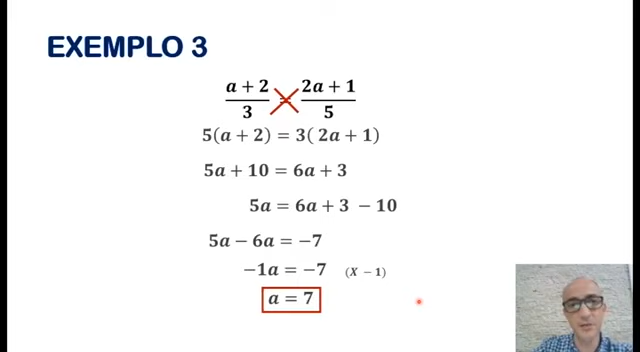 EXEMPLO 3
a + 2 / 3 = 2a + 1 / 5
5(a + 2) = 3( 2a + 1)
5a + 10 = 6a + 3
5a = 6a + 3 − 10
5a − 6a = −7
−1a = −7 (X − 1)
a = 7